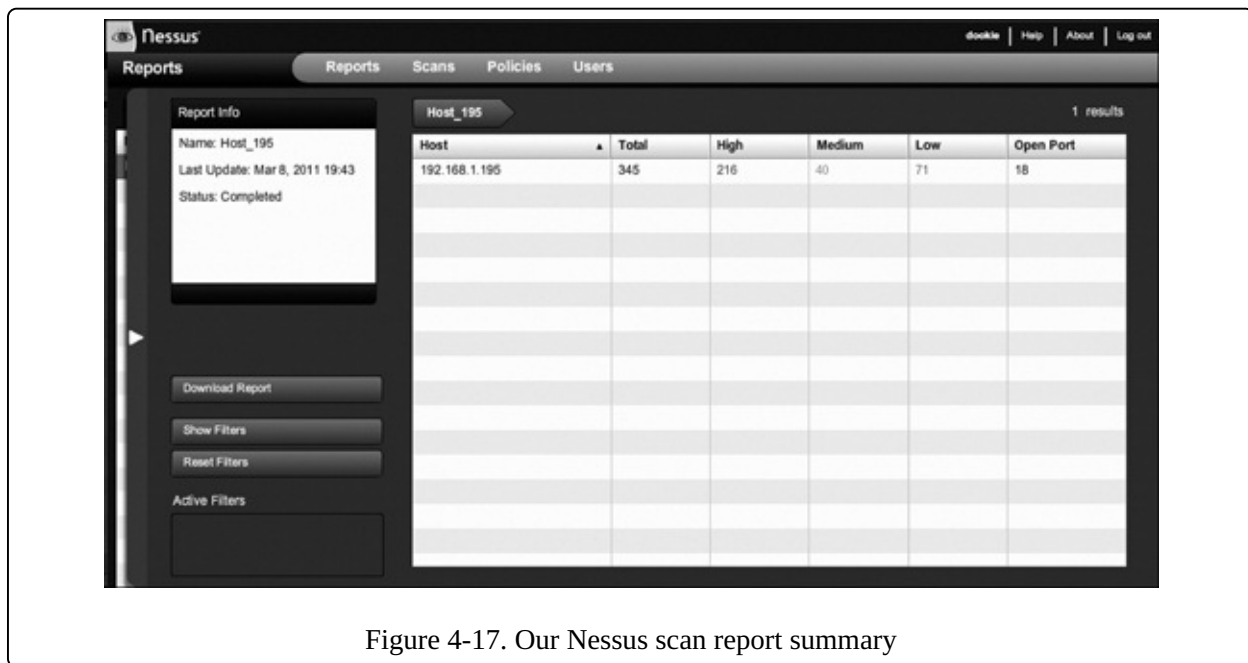 Nessus
dookie | Help | About | Log out
Reports
Reports Scans Policies Users
Report Info
Name: Host_195
Last Update: Mar 8, 2011 19:43
Status: Completed
Download Report
Show Filters
Reset Filters
Active Filters
Host_195
1 results
Host Total High Medium Low Open Port
192.168.1.195 345 216 40 71 18
Figure 4-17. Our Nessus scan report summary